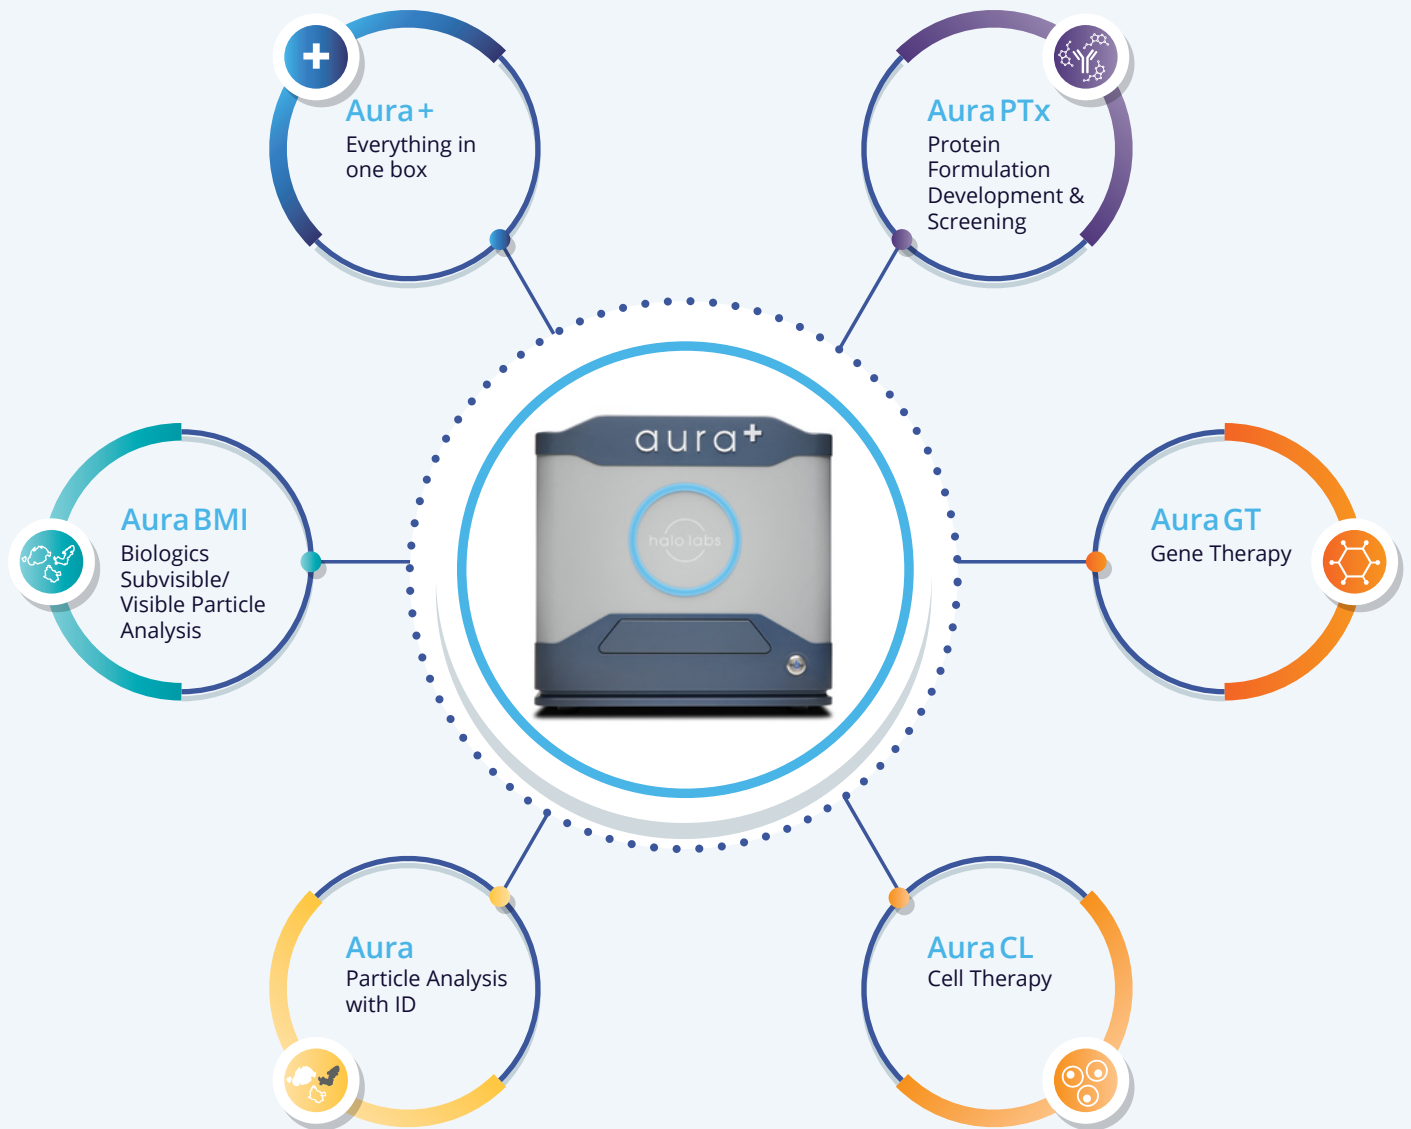 Aura+
Everything in
one box
Aura PTx
Protein
Formulation
Development &
Screening
aura+
halo labs
Aura BMI
Biologics
Subvisible/
Visible Particle
Analysis
Aura GT
Gene Therapy
Aura
Particle Analysis
with ID
Aura CL
Cell Therapy